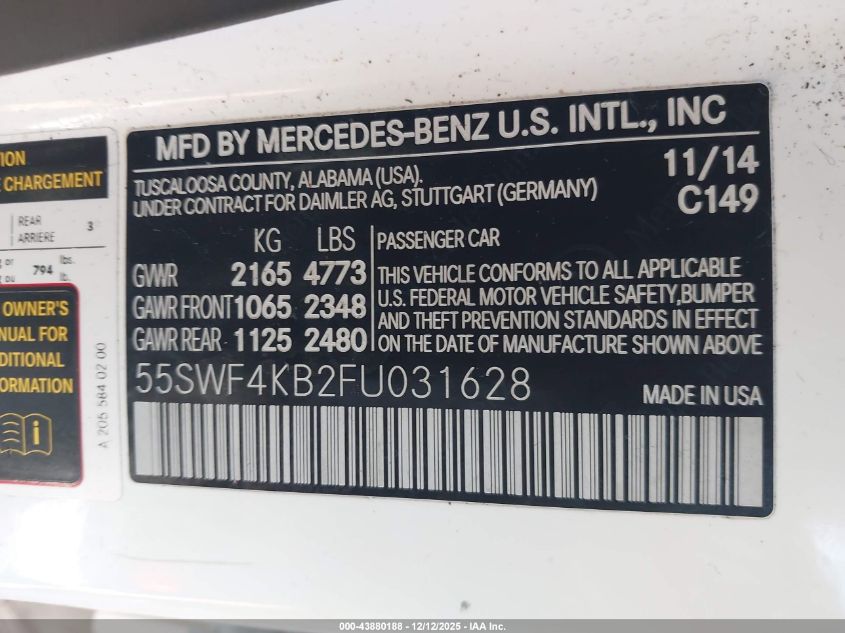 ION
E CHARGEMENT
REAR
ARRIERE
3
g or
g ou
794
lbs.
lb.
OWNER'S
NUAL FOR
DITIONAL
RMATION
A 205 584 02 00
MFD BY MERCEDES-BENZ U.S. INTL., INC
TUSCALOOSA COUNTY, ALABAMA (USA).
11/14
UNDER CONTRACT FOR DAIMLER AG, STUTTGART (GERMANY)
C149
KG LBS
GWR 2165 4773
GAWR FRONT 1065 2348
GAWR REAR 1125 2480
PASSENGER CAR
THIS VEHICLE CONFORMS TO ALL APPLICABLE
U.S. FEDERAL MOTOR VEHICLE SAFETY,BUMPER
AND THEFT PREVENTION STANDARDS IN EFFECT
ON THE DATE OF MANUFACTURE SHOWN ABOVE
55SWF4KB2FU031628
MADE IN USA
000-43880188 - 12/12/2025 - IAA Inc.